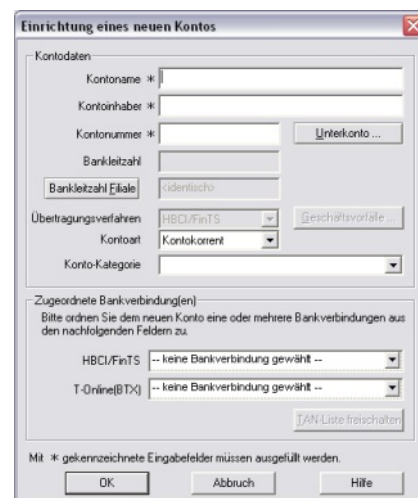 Einrichtung eines neuen Kontos
Kontodaten
Kontoname *
Kontoinhaber *
Kontonummer *
Unterkonto ...
Bankleitzahl
Bankleitzahl Filiale
<identisch>
Übertragungsverfahren
HBCI/FinTS
Geschäftsvorfälle ...
Kontoart
Kontokorrent
Konto-Kategorie
Zugeordnete Bankverbindung(en)
Bitte ordnen Sie dem neuen Konto eine oder mehrere Bankverbindungen aus
den nachfolgenden Feldern zu.
HBCI/FinTS
-- keine Bankverbindung gewählt --
T-Online(BTX)
-- keine Bankverbindung gewählt --
TAN-Liste freischalten
Mit * gekennzeichnete Eingabefelder müssen ausgefüllt werden.
OK
Abbruch
Hilfe